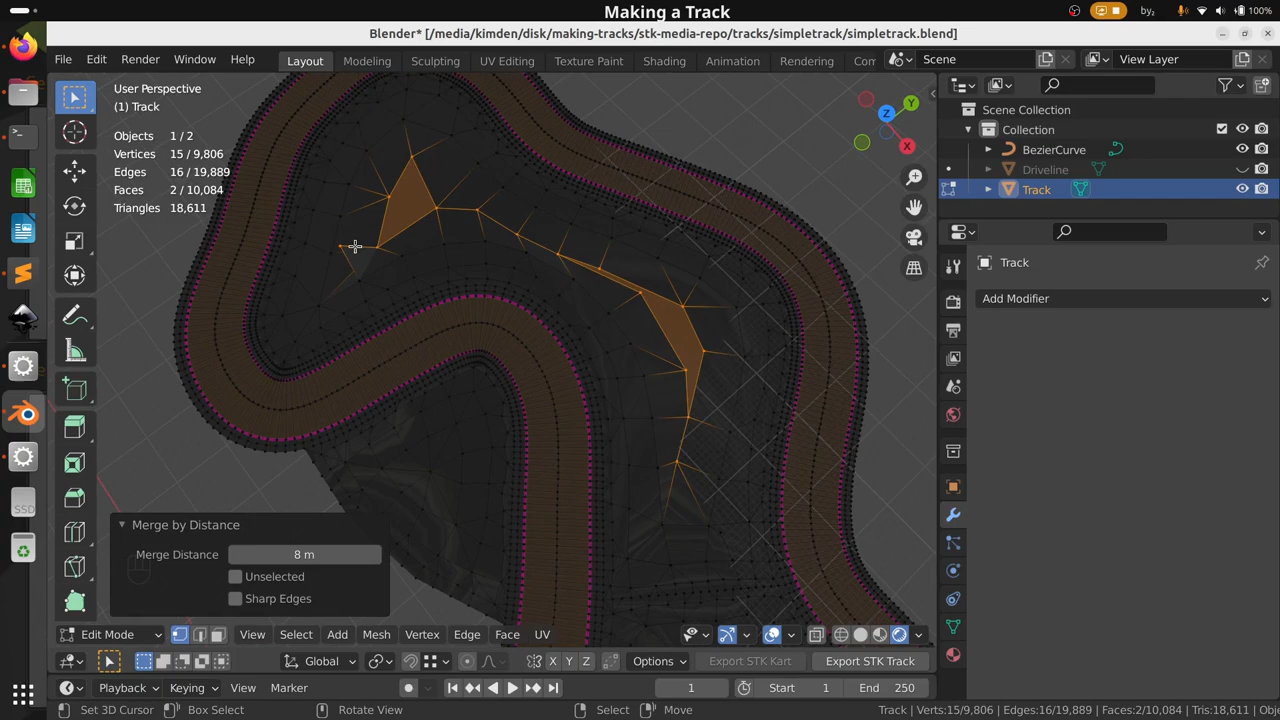 Making a Track
by₂
100%
Blender* [/media/kimden/disk/making-tracks/stk-media-repo/tracks/simpletrack/simpletrack.blend]
File Edit Render Window Help
Layout Modeling Sculpting UV Editing Texture Paint Shading Animation Rendering Com
Scene
View Layer
User Perspective
(1) Track
Objects 1 / 2
Vertices 15 / 9,806
Edges 16 / 19,889
Faces 2 / 10,084
Triangles 18,611
Z
Y
X
Scene Collection
Collection
BezierCurve
Driveline
Track
Track
Add Modifier
Merge by Distance
Merge Distance 8 m
Unselected
Sharp Edges
SSD
Edit Mode View Select Add Mesh Vertex Edge Face UV
Global X Y Z Options Export STK Kart Export STK Track
Playback Keying View Marker 1 Start 1 End 250
Set 3D Cursor Box Select Rotate View Select Move Track | Verts:15/9,806 | Edges:16/19,889 | Faces:2/10,084 | Tris:18,611 | Obje